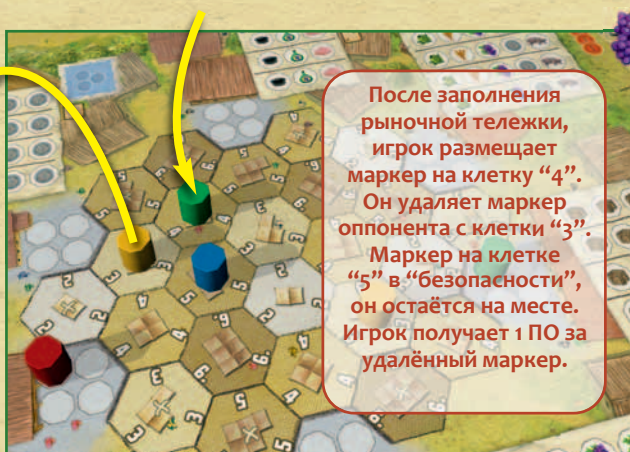 После заполнения
рыночной тележки,
игрок размещает
маркер на клетку “4”.
Он удаляет маркер
оппонента с клетки “3”.
Маркер на клетке
“5” в “безопасности”,
он остаётся на месте.
Игрок получает 1 ПО за
удалённый маркер.